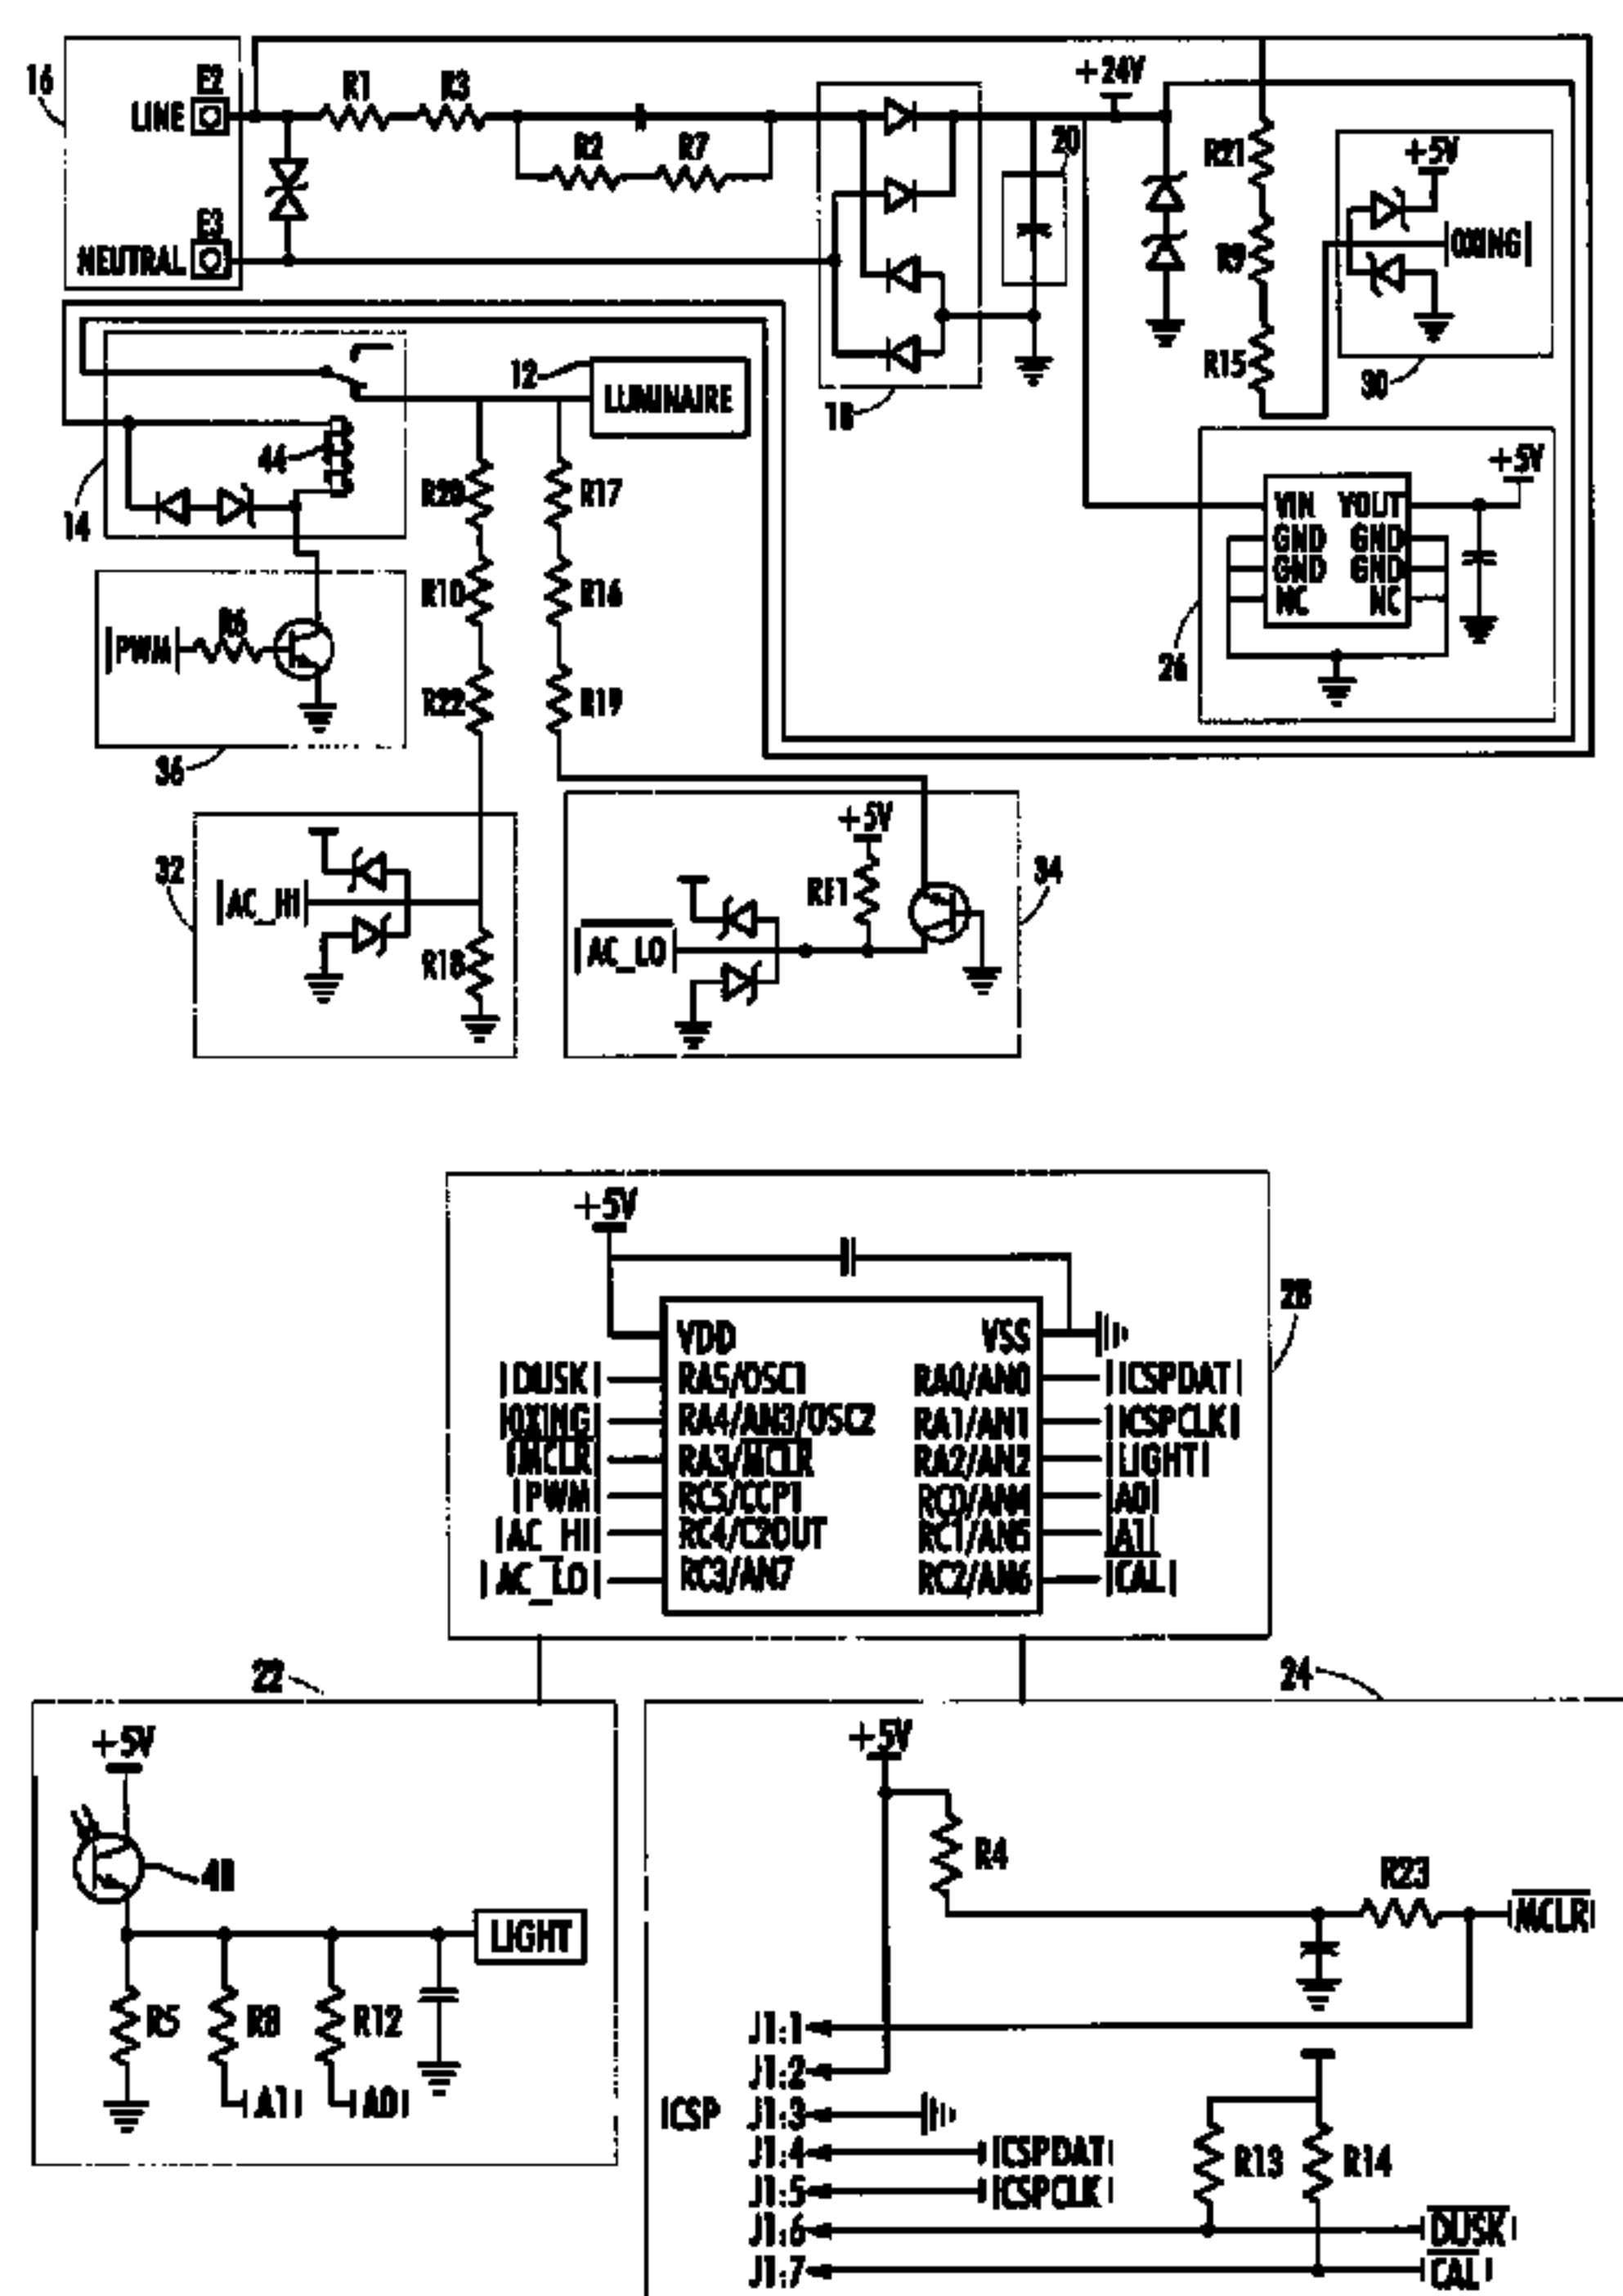 16
E2
LINE
R1
R3
+24V
R2
R7
20
R21
+5V
OXING
E3
NEUTRAL
R9
R15
30
12
LUMINAIRE
18
44
14
R20
R17
+5V
VIN VOUT
GND GND
GND GND
NC NC
R10
R16
PWM
R6
26
R22
R19
36
+5V
32
AC_HI
RF1
34
R18
AC_LO
+5V
28
VDD VSS
DUSK RA5/OSC1 RA0/AN0 ICSPDAT
OXING RA4/AN3/OSC2 RA1/AN1 ICSPCLK
MCLR RA3/MCLR RA2/AN2 LIGHT
PWM RC5/CCP1 RC0/AN4 A0
AC_HI RC4/C2OUT RC1/AN5 A1
AC_LO RC3/AN7 RC2/AN6 CAL
22
24
+5V
+5V
R4
R23
MCLR
LIGHT
R5
R12
A1
A0
J1:1
J1:2
ICSP J1:3
J1:4 ICSPDAT
J1:5 ICSPCLK
R13
R14
J1:6 DUSK
J1:7 CAL